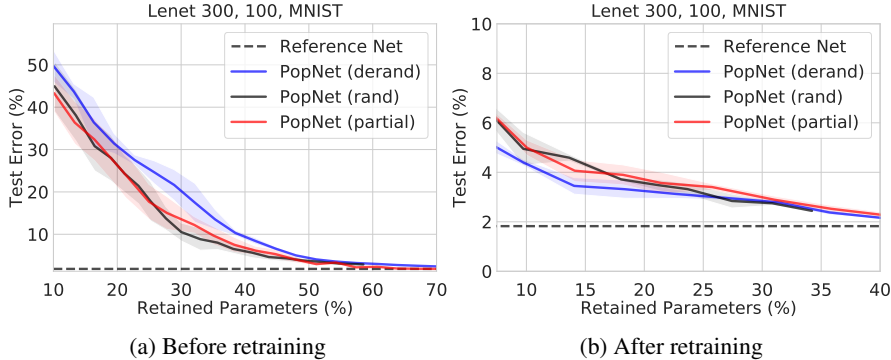 Lenet 300, 100, MNIST
Test Error (%)
50
40
30
20
10
Reference Net
PopNet (derand)
PopNet (rand)
PopNet (partial)
10 20 30 40 50 60 70
Retained Parameters (%)
(a) Before retraining
Lenet 300, 100, MNIST
Test Error (%)
10
8
6
4
2
0
Reference Net
PopNet (derand)
PopNet (rand)
PopNet (partial)
10 15 20 25 30 35 40
Retained Parameters (%)
(b) After retraining